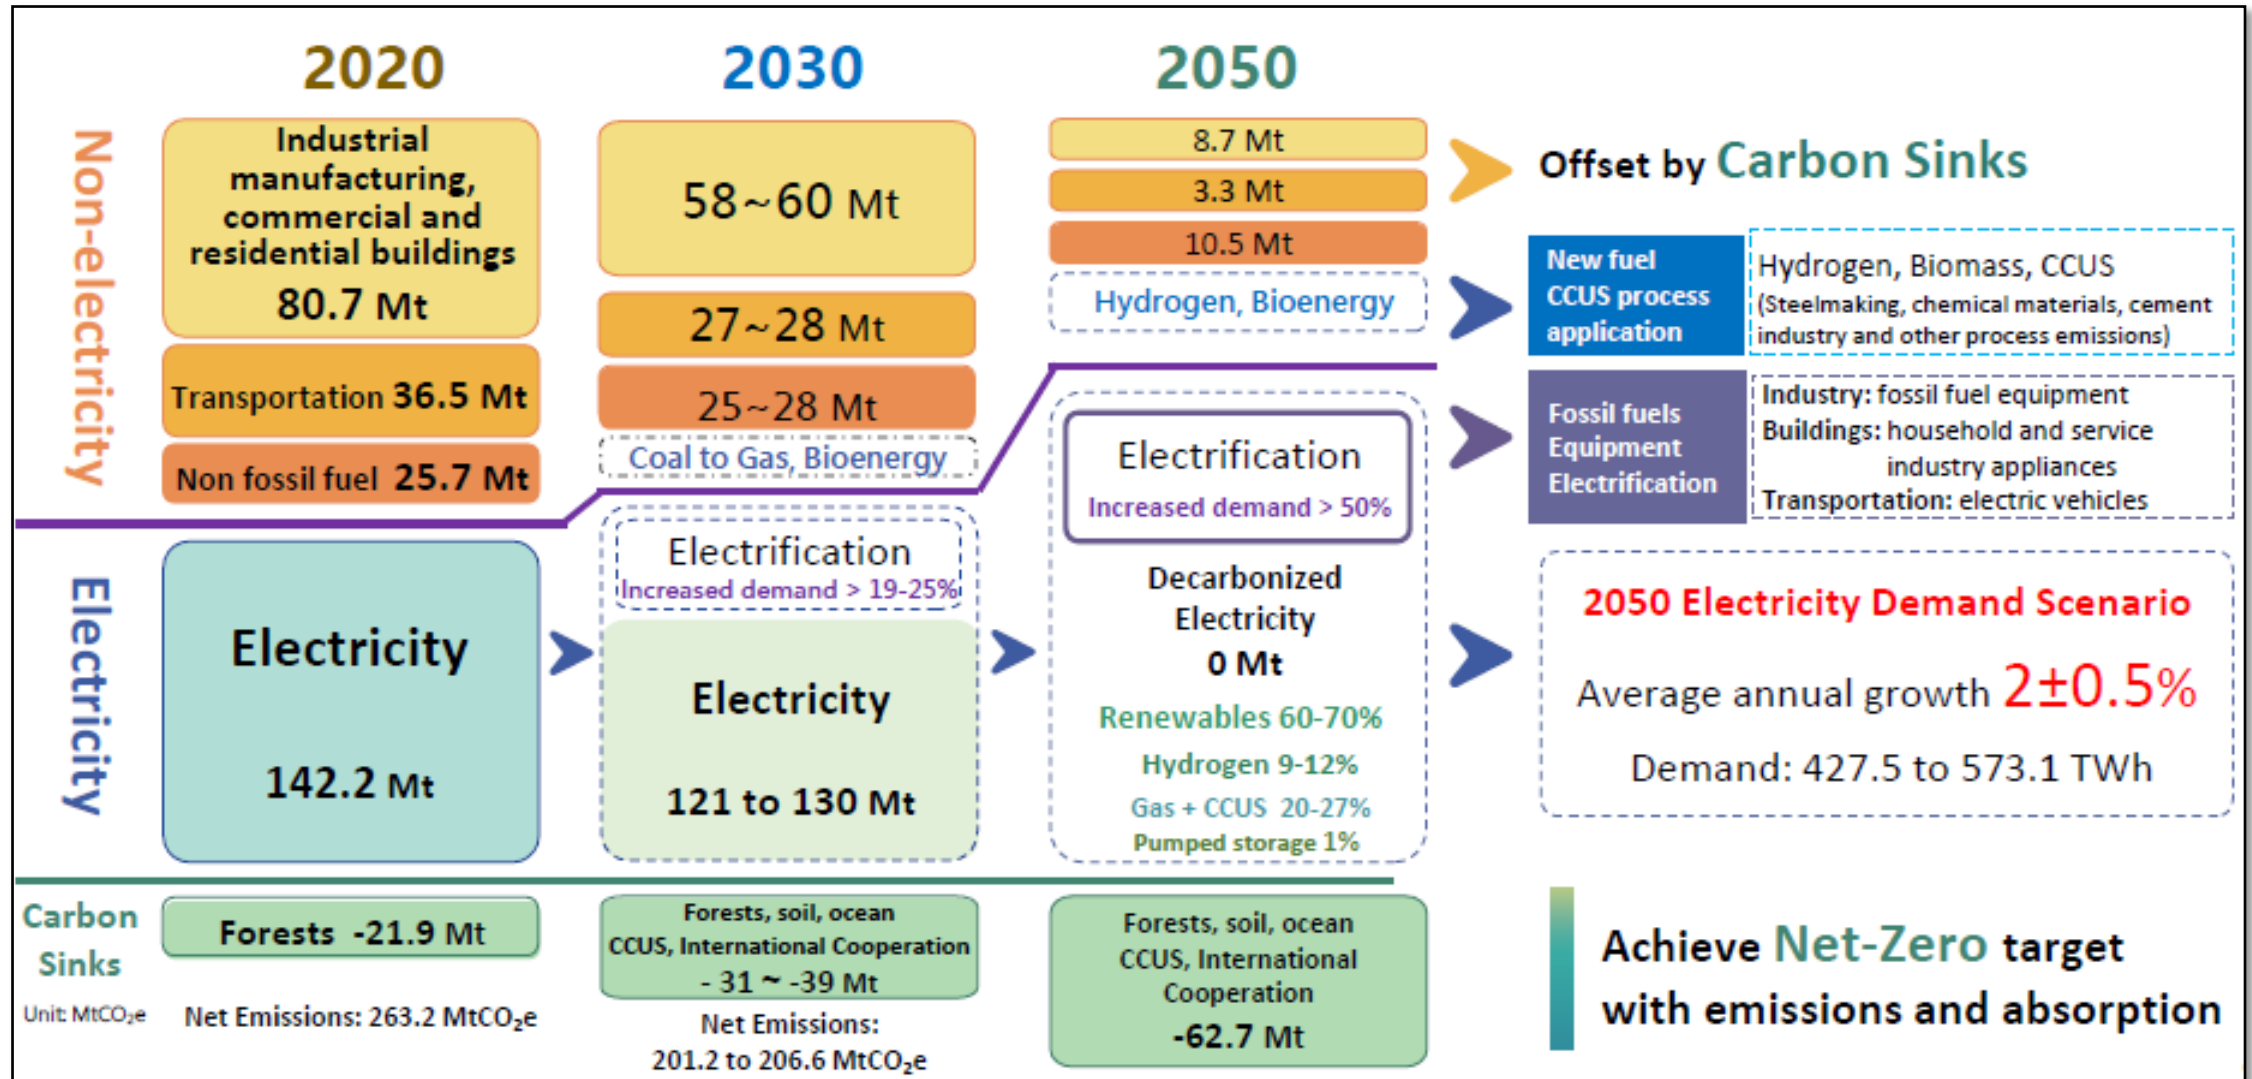 2020
2030
2050
Non-electricity
Industrial
manufacturing,
commercial and
residential buildings
80.7 Mt
Transportation 36.5 Mt
Non fossil fuel 25.7 Mt
58~60 Mt
27~28 Mt
25~28 Mt
Coal to Gas, Bioenergy
8.7 Mt
3.3 Mt
10.5 Mt
Hydrogen, Bioenergy
Offset by Carbon Sinks
New fuel
CCUS process
application
Hydrogen, Biomass, CCUS
(Steelmaking, chemical materials, cement
industry and other process emissions)
Fossil fuels
Equipment
Electrification
Industry: fossil fuel equipment
Buildings: household and service
industry appliances
Transportation: electric vehicles
Electricity
Electricity
142.2 Mt
Electrification
Increased demand > 19-25%
Electricity
121 to 130 Mt
Electrification
Increased demand > 50%
Decarbonized
Electricity
0 Mt
Renewables 60-70%
Hydrogen 9-12%
Gas + CCUS 20-27%
Pumped storage 1%
2050 Electricity Demand Scenario
Average annual growth 2±0.5%
Demand: 427.5 to 573.1 TWh
Carbon
Sinks
Unit: MtCO₂e
Forests -21.9 Mt
Net Emissions: 263.2 MtCO₂e
Forests, soil, ocean
CCUS, International Cooperation
- 31 ~ -39 Mt
Net Emissions:
201.2 to 206.6 MtCO₂e
Forests, soil, ocean
CCUS, International
Cooperation
-62.7 Mt
Achieve Net-Zero target
with emissions and absorption